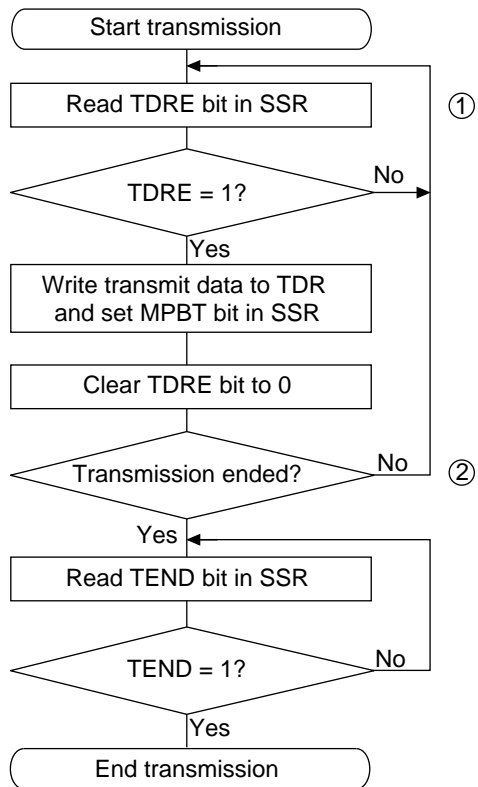 Start transmission
Read TDRE bit in SSR
①
TDRE = 1?
No
Yes
Write transmit data to TDR
and set MPBT bit in SSR
Clear TDRE bit to 0
Transmission ended?
No
②
Yes
Read TEND bit in SSR
TEND = 1?
No
Yes
End transmission